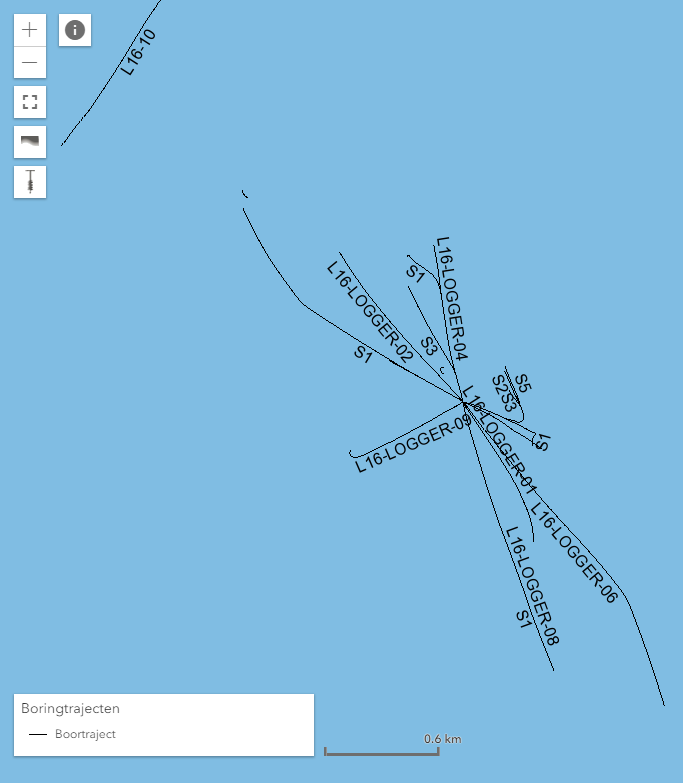 L16-10
L16-LOGGER-04
S1
L16-LOGGER-02
S3
S1
S5
S2S3
L16-LOGGER-01
L16-LOGGER-09
S1
L16-LOGGER-06
L16-LOGGER-08
S1
Boringtrajecten
Boortraject
0.6 km